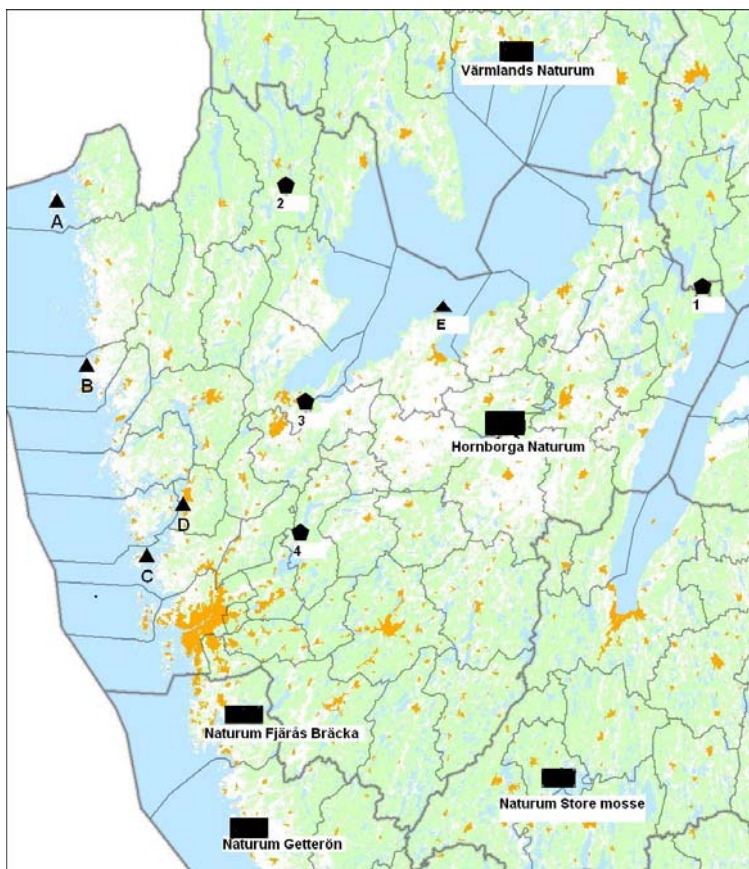 Värmlands Naturum
A
2
1
E
B
3
Hornborga Naturum
D
4
C
Naturum Fjärås Bräcka
Naturum Store mosse
Naturum Getterön